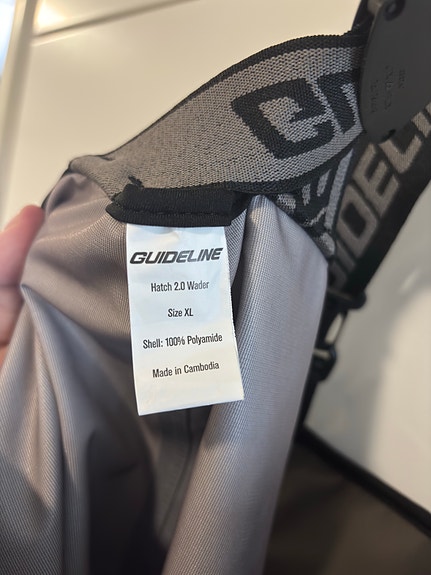 GUIDELINE
Hatch 2.0 Wader
Size XL
Shell: 100% Polyamide
Made in Cambodia